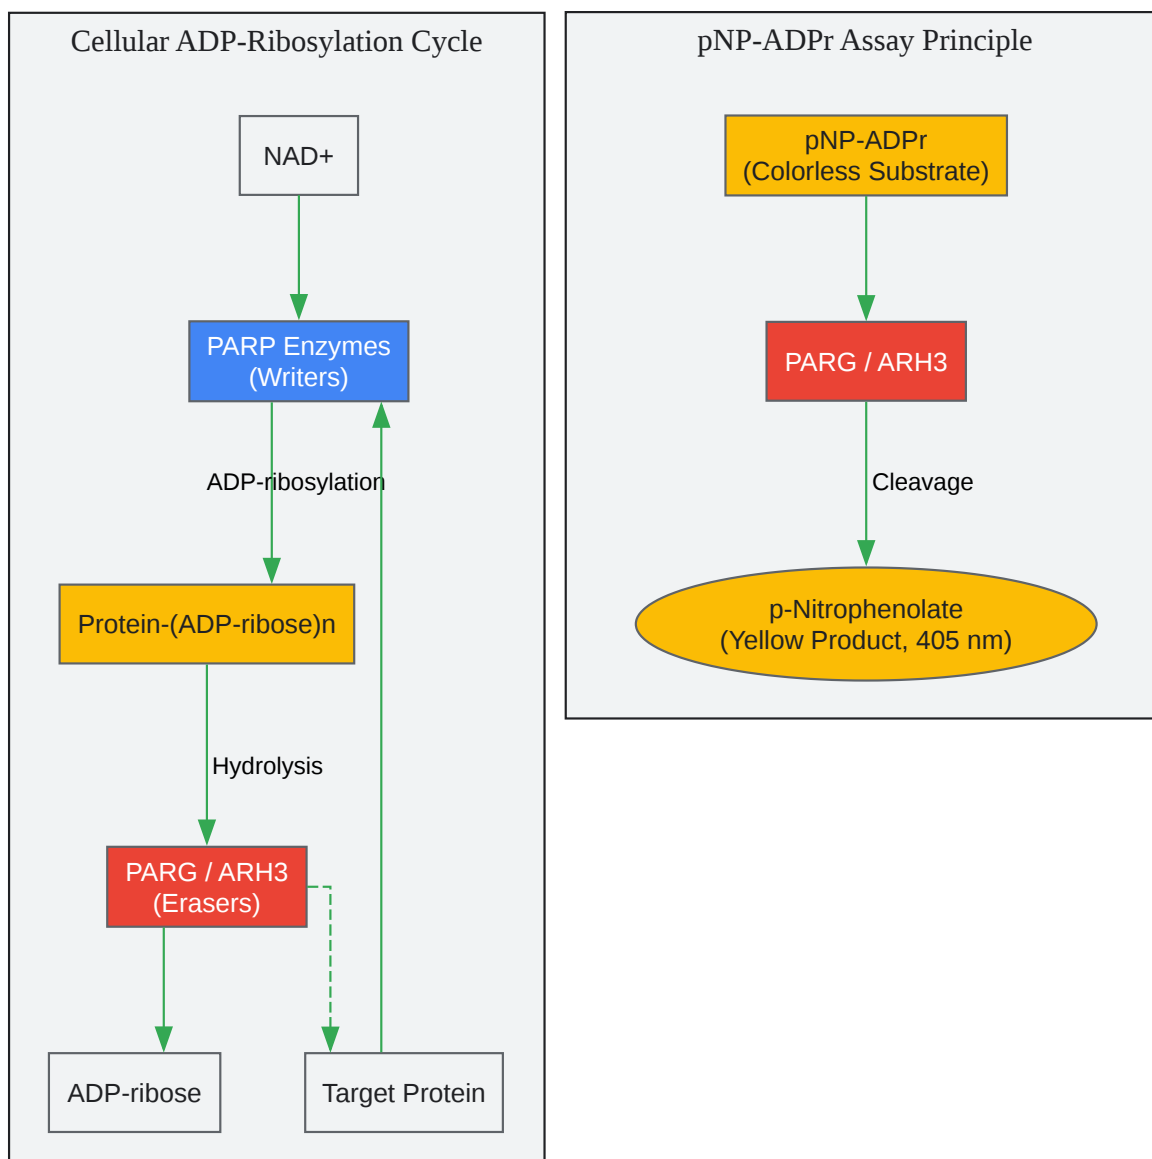 Cellular ADP-Ribosylation Cycle
NAD+
PARP Enzymes
(Writers)
ADP-ribosylation
Protein-(ADP-ribose)n
Hydrolysis
PARG / ARH3
(Erasers)
ADP-ribose
Target Protein
pNP-ADPr Assay Principle
pNP-ADPr
(Colorless Substrate)
PARG / ARH3
Cleavage
p-Nitrophenolate
(Yellow Product, 405 nm)